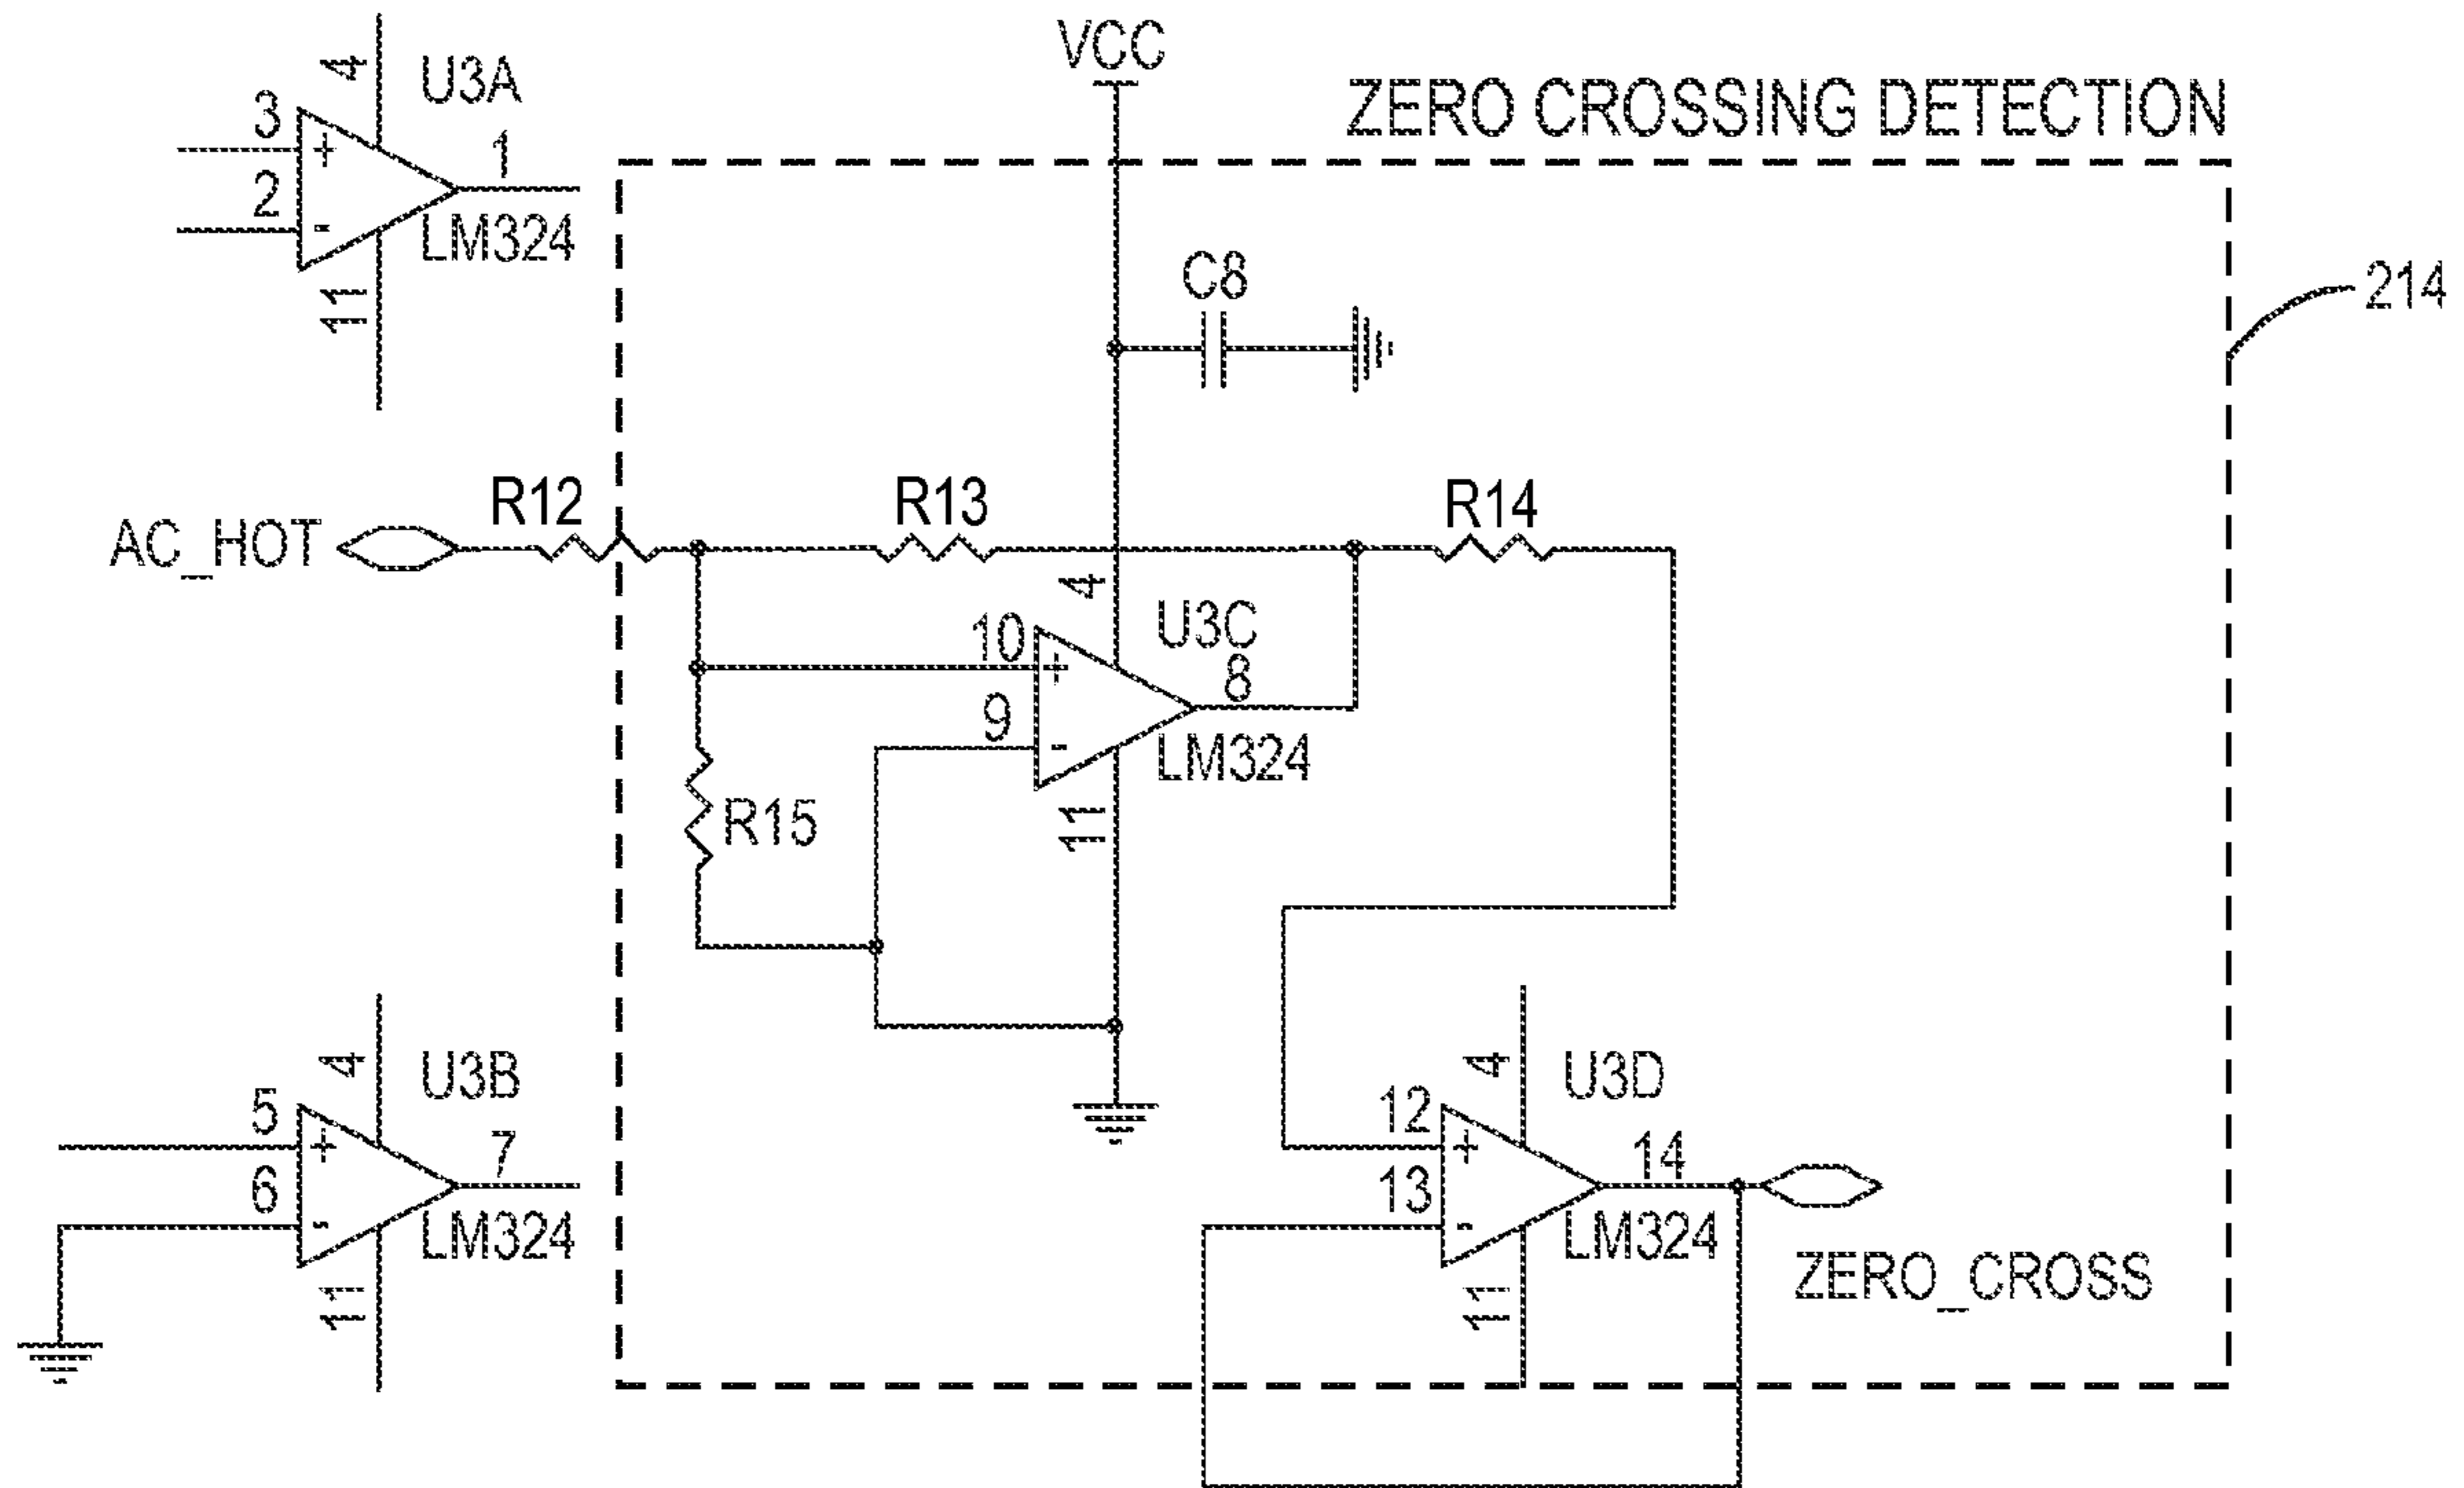 VCC
ZERO CROSSING DETECTION
4
U3A
3
1
2
LM324
11
C8
214
R12
R13
R14
AC_HOT
4
10
U3C
8
9
LM324
R15
11
4
U3B
5
7
6
LM324
11
4
U3D
12
14
13
LM324
ZERO_CROSS
11